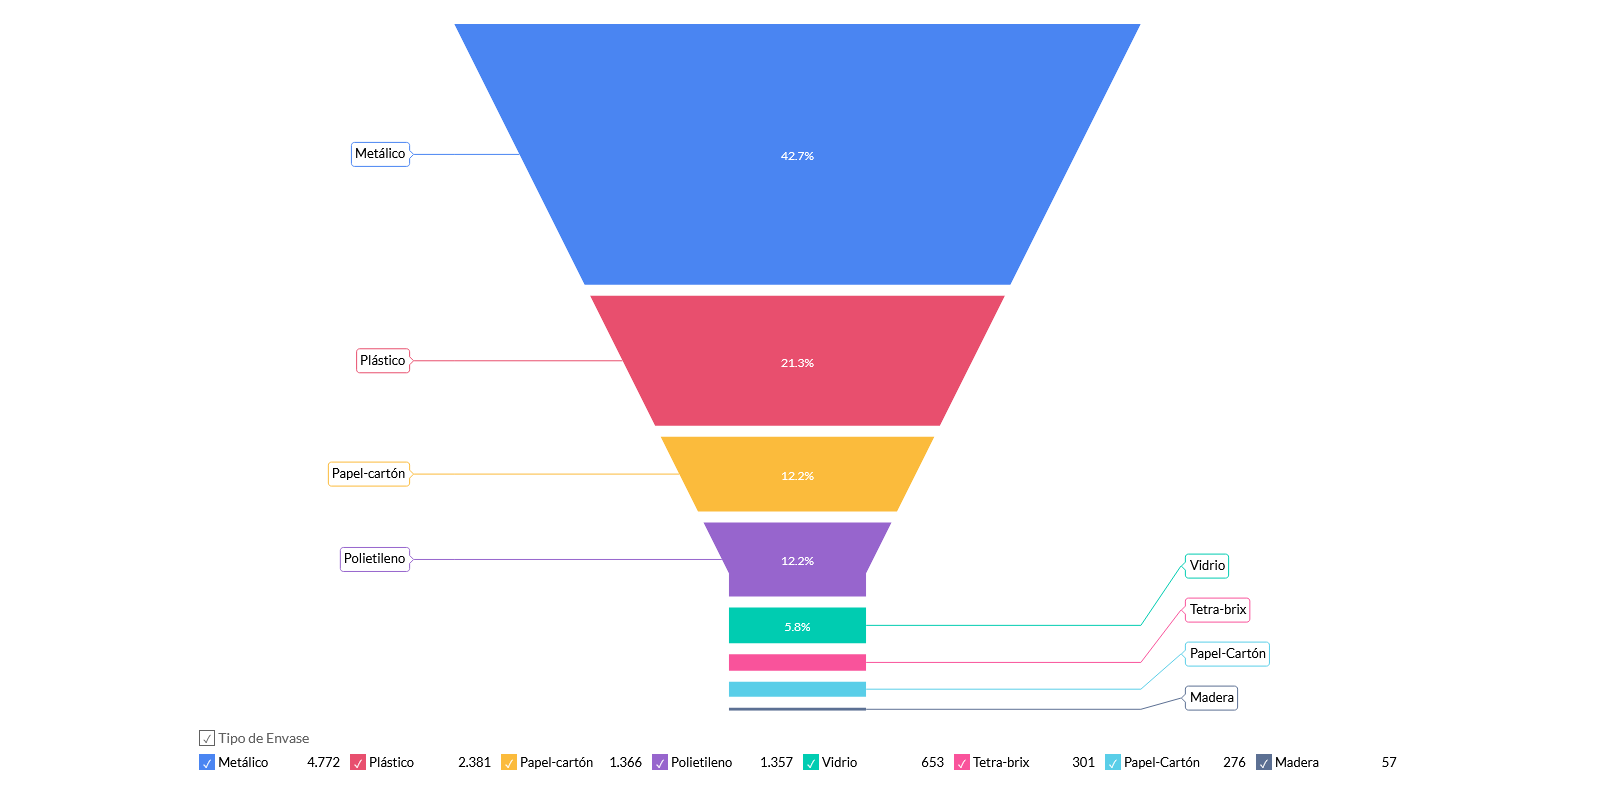 42.7%
Metálico
21.3%
Plástico
12.2%
Papel-cartón
12.2%
Polietileno
Vidrio
5.8%
Tetra-brix
Papel-Cartón
Madera
Tipo de Envase
Metálico 4.772 Plástico 2.381 Papel-cartón 1.366 Polietileno 1.357 Vidrio 653 Tetra-brix 301 Papel-Cartón 276 Madera 57